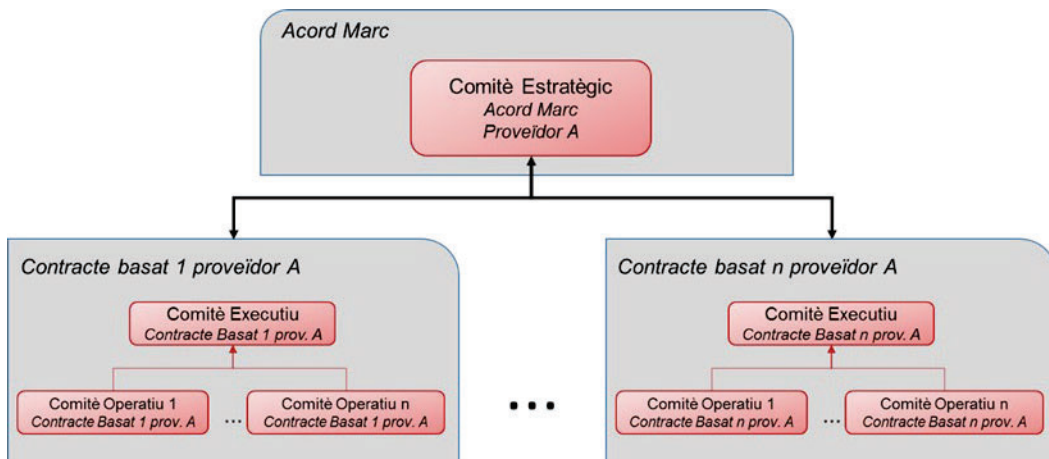 Acord Marc
Comitè Estratègic
Acord Marc
Proveïdor A
Contracte basat 1 proveïdor A
Comitè Executiu
Contracte Basat 1 prov. A
Comitè Operatiu 1
Contracte Basat 1 prov. A
...
Comitè Operatiu n
Contracte Basat 1 prov. A
...
Contracte basat n proveïdor A
Comitè Executiu
Contracte Basat n prov. A
Comitè Operatiu 1
Contracte Basat n prov. A
...
Comitè Operatiu n
Contracte Basat n prov. A